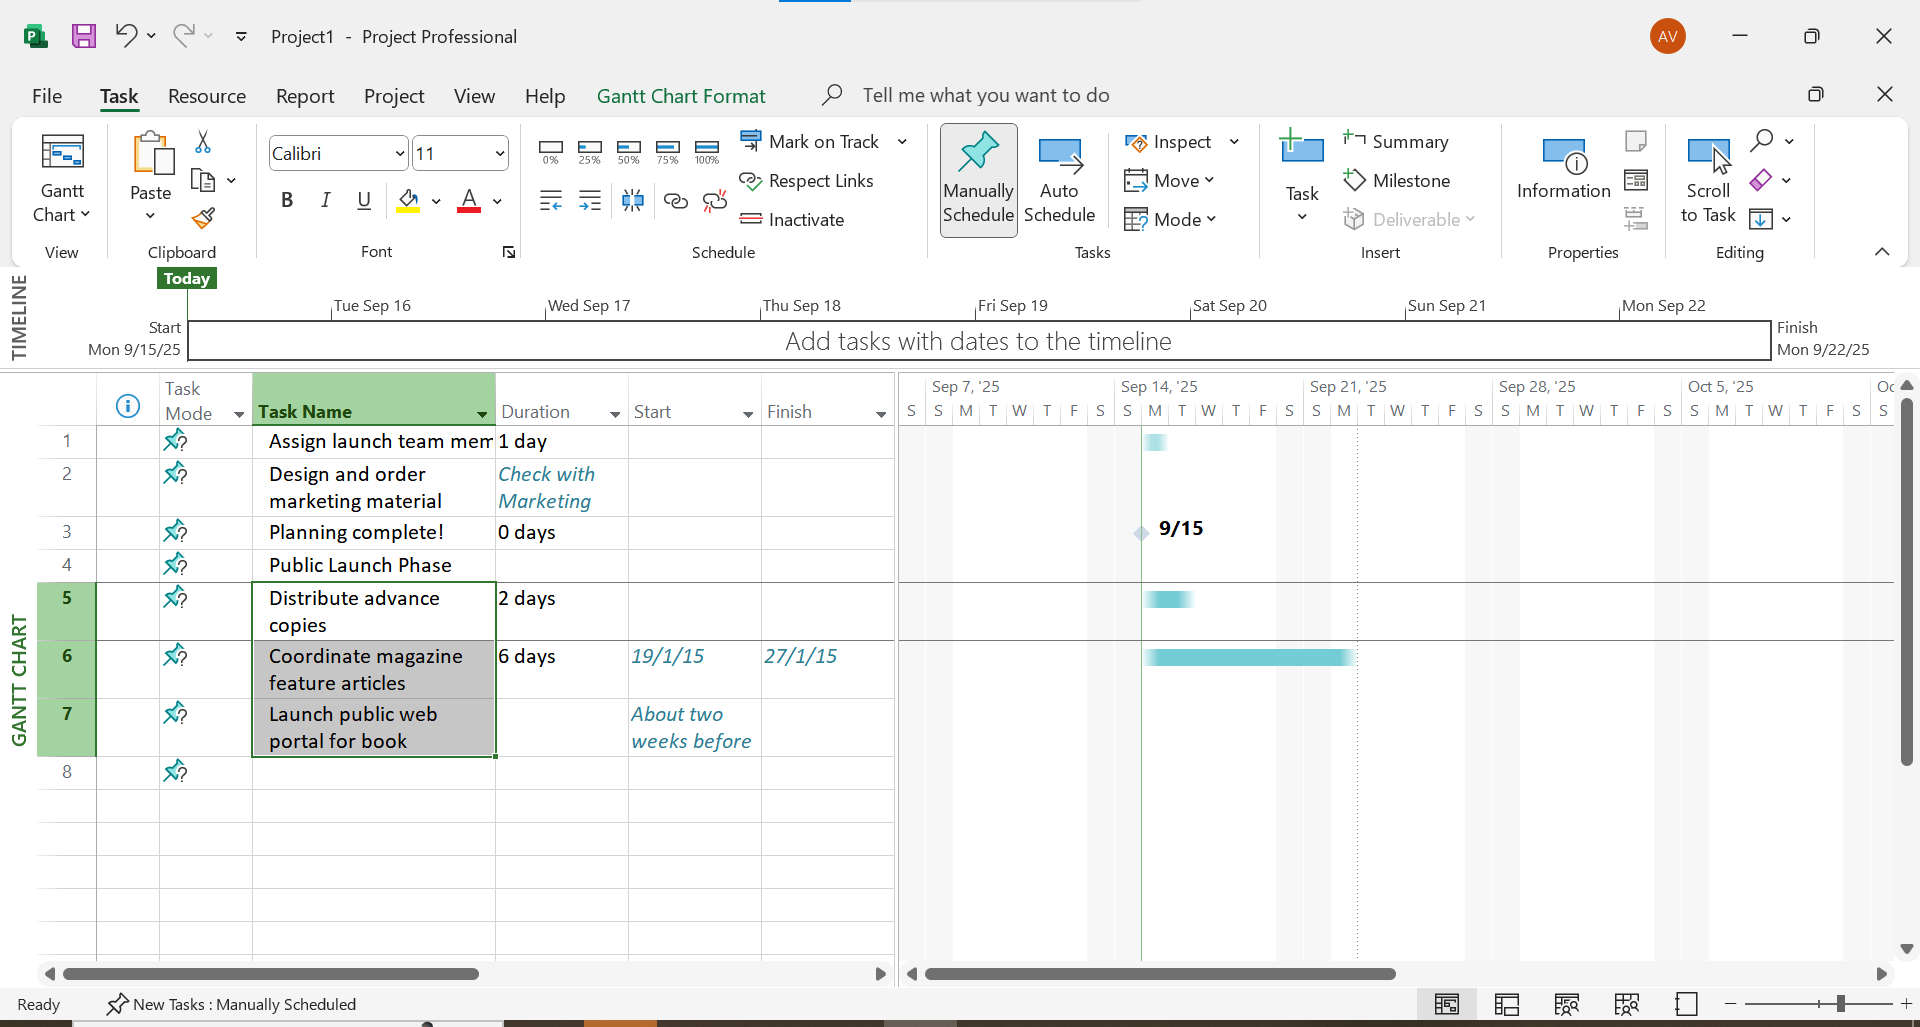 Project1 - Project Professional
AV
File Task Resource Report Project View Help Gantt Chart Format Tell me what you want to do
Gantt
Chart
View
Paste
Clipboard
Calibri 11
B I U A
Font
0% 25% 50% 75% 100%
Mark on Track
Respect Links
Inactivate
Schedule
Manually
Schedule
Auto
Schedule
Inspect
Move
Mode
Tasks
Task
Summary
Milestone
Deliverable
Insert
Information
Properties
Scroll
to Task
Editing
TIMELINE
Today
Tue Sep 16 Wed Sep 17 Thu Sep 18 Fri Sep 19 Sat Sep 20 Sun Sep 21 Mon Sep 22
Start
Mon 9/15/25
Add tasks with dates to the timeline
Finish
Mon 9/22/25
GANTT CHART
Task
Mode
Task Name Duration Start Finish
Sep 7, '25 Sep 14, '25 Sep 21, '25 Sep 28, '25 Oct 5, '25 Oc
S S M T W T F S S M T W T F S S M T W T F S S M T W T F S S M T W T F S S
1 Assign launch team mem 1 day
2 Design and order
marketing material
Check with
Marketing
3 Planning complete! 0 days
9/15
4 Public Launch Phase
5 Distribute advance
copies
2 days
6 Coordinate magazine
feature articles
6 days 19/1/15 27/1/15
7 Launch public web
portal for book
About two
weeks before
8
Ready New Tasks : Manually Scheduled